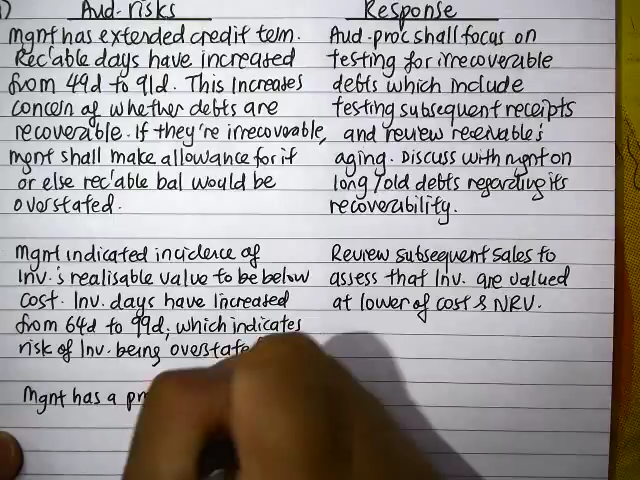 Aud-risks
Mgnt has extended credit term.
Rec'able days have increased
from 49d to 91d. This increases
concern of whether debts are
recoverable. If they're irrecoverable,
mgnt shall make allowance for it
or else rec'able bal would be
overstated.
Mgnt indicated incidence of
Inv.'s realisable value to be below
cost. Inv. days have increased
from 64d to 99d, which indicates
risk of Inv. being overstate
Mgnt has a pr
Response
Aud-proc shall focus on
testing for irrecoverable
debts which include
testing subsequent receipts
and review receivable's
aging. Discuss with mgnt on
long/old debts regarding its
recoverability.
Review subsequent sales to
assess that Inv. are valued
at lower of cost & NRV.